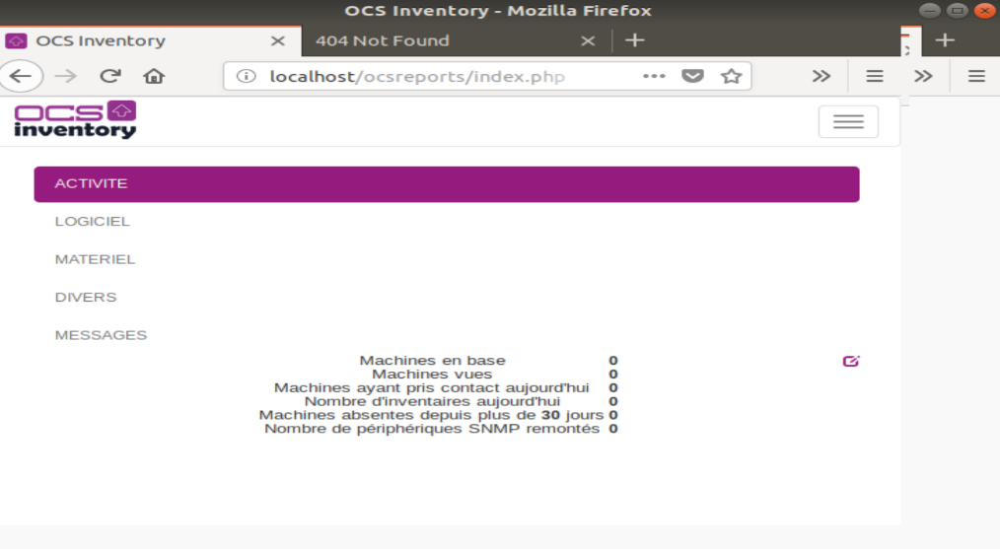 OCS Inventory - Mozilla Firefox
OCS Inventory
404 Not Found
localhost/ocsreports/index.php
OCS
inventory
ACTIVITE
LOGICIEL
MATERIEL
DIVERS
MESSAGES
Machines en base 0
Machines vues 0
Machines ayant pris contact aujourd'hui 0
Nombre d'inventaires aujourd'hui 0
Machines absentes depuis plus de 30 jours 0
Nombre de périphériques SNMP remontés 0